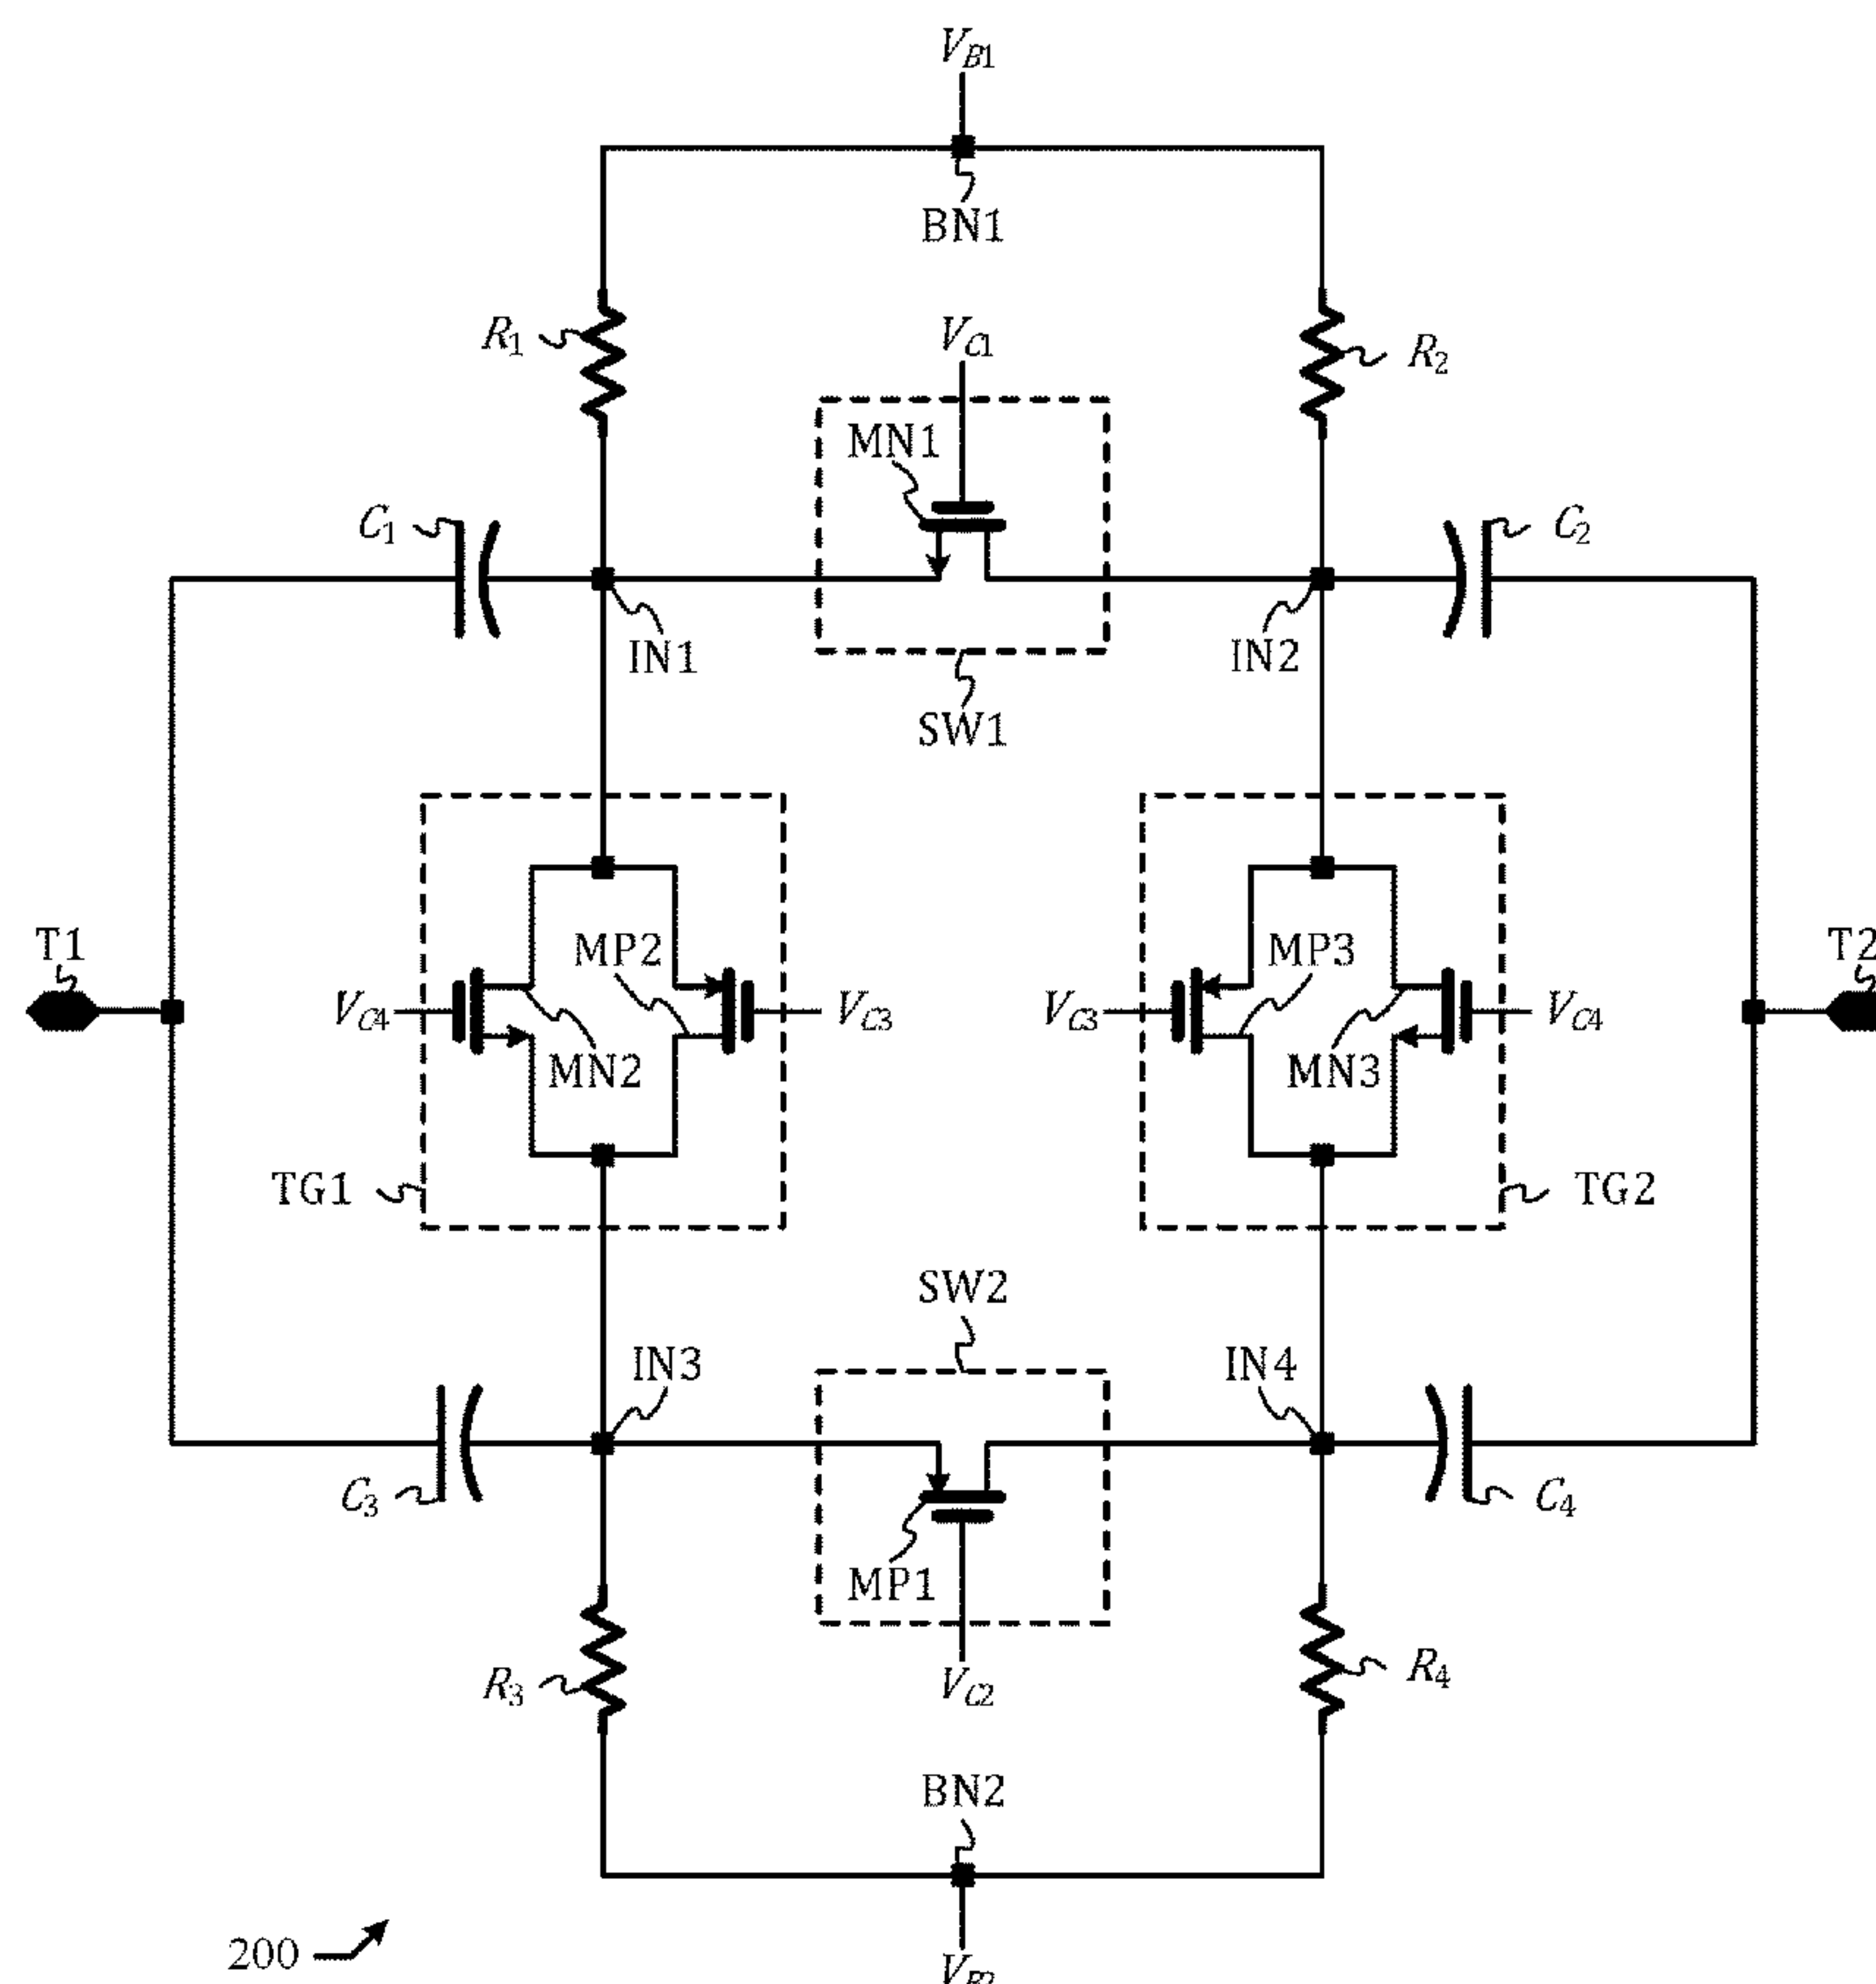 V_B1
BN1
R_1
V_C1
R_2
MN1
C_1
C_2
IN1
IN2
SW1
T1
MP2
MP3
T2
V_C4
V_C3
V_C3
V_C4
MN2
MN3
TG1
TG2
SW2
IN3
IN4
C_3
C_4
MP1
R_3
V_C2
R_4
BN2
200
V_B2